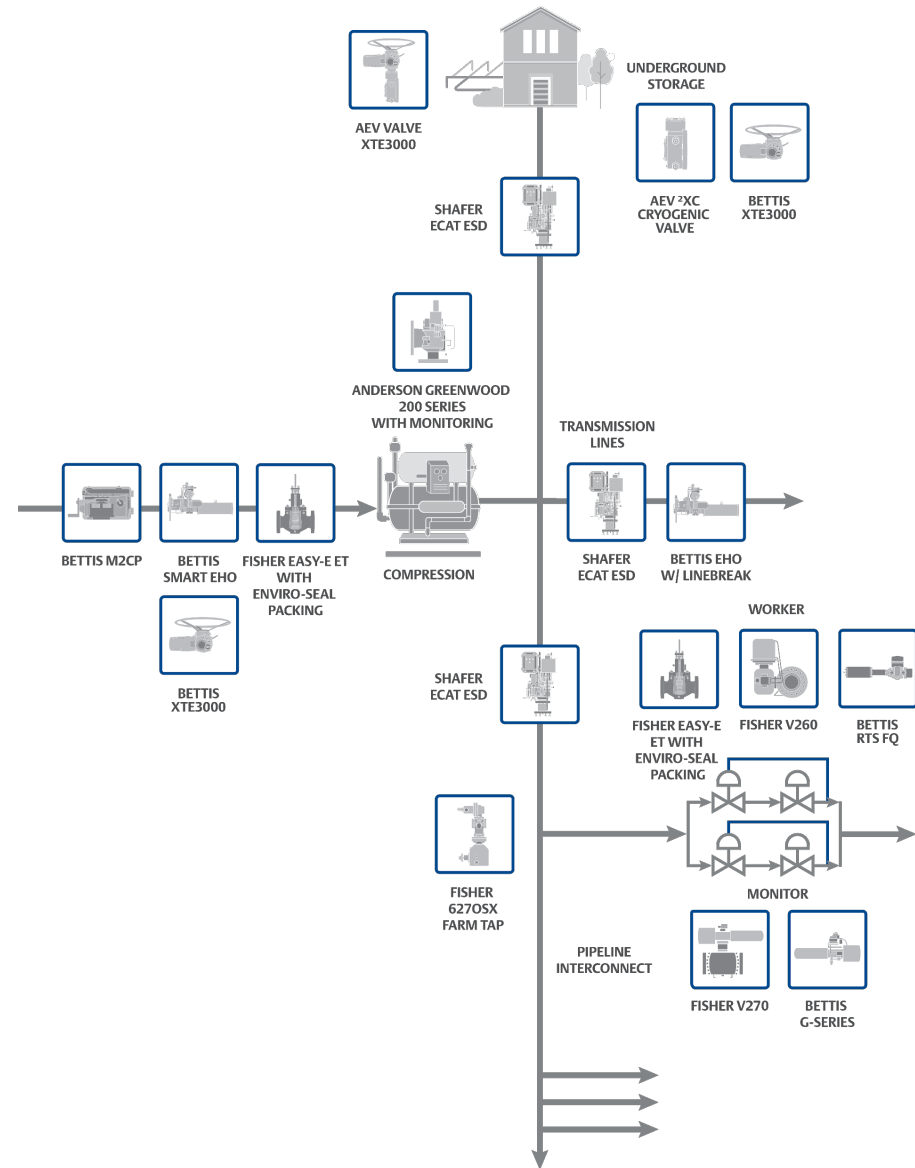 UNDERGROUND
STORAGE
AEV VALVE
XTE3000
AEV ²XC
CRYOGENIC
VALVE
BETTIS
XTE3000
SHAFER
ECAT ESD
ANDERSON GREENWOOD
200 SERIES
WITH MONITORING
TRANSMISSION
LINES
BETTIS M2CP
BETTIS
SMART EHO
FISHER EASY-E ET
WITH
ENVIRO-SEAL
PACKING
COMPRESSION
SHAFER
ECAT ESD
BETTIS EHO
W/ LINEBREAK
BETTIS
XTE3000
WORKER
SHAFER
ECAT ESD
FISHER EASY-E
ET WITH
ENVIRO-SEAL
PACKING
FISHER V260
BETTIS
RTS FQ
FISHER
627OSX
FARM TAP
MONITOR
PIPELINE
INTERCONNECT
FISHER V270
BETTIS
G-SERIES